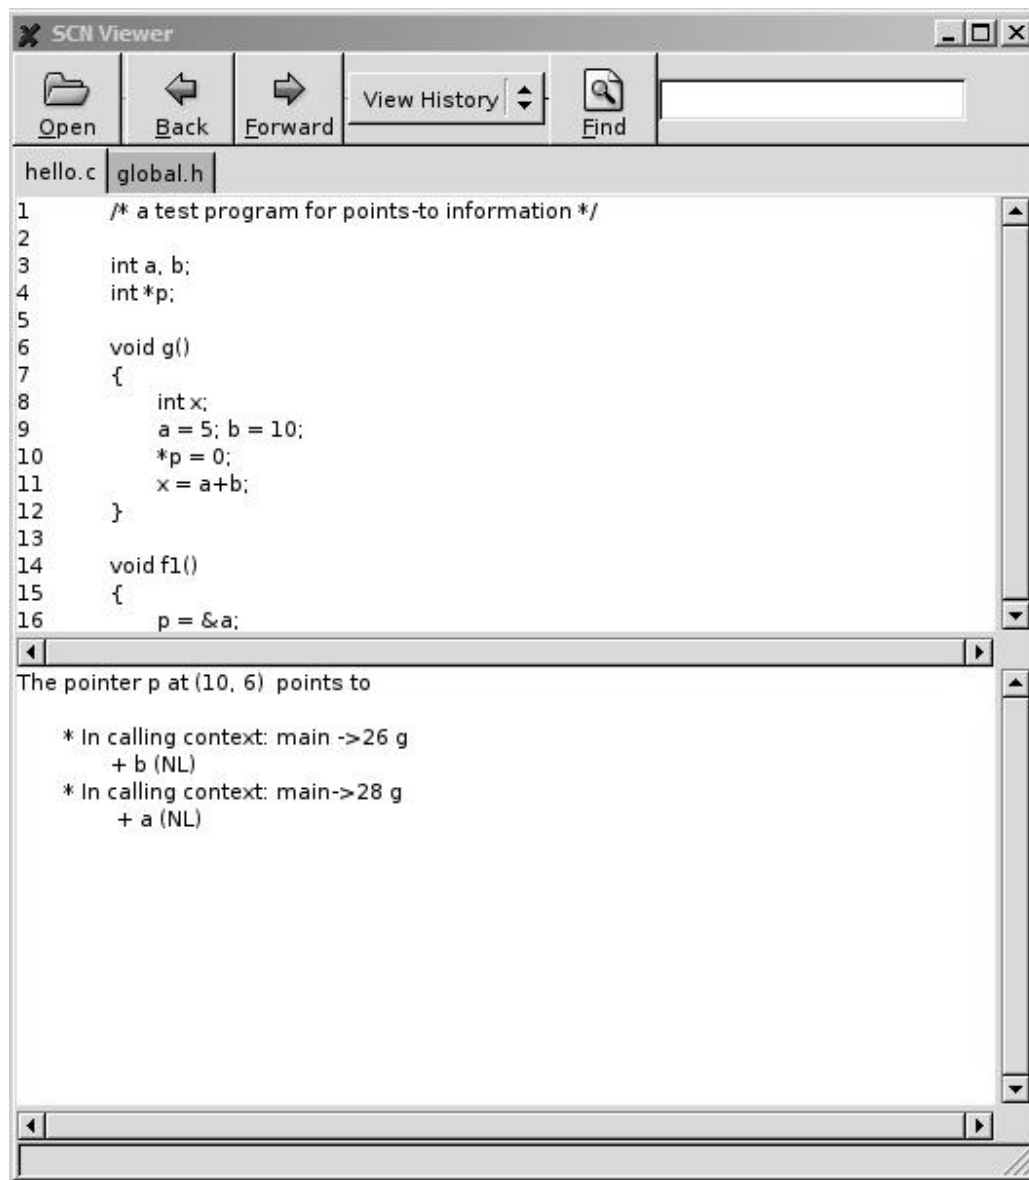 SCN Viewer
Open Back Forward View History Find
hello.c global.h
1 /* a test program for points-to information */
2
3 int a, b;
4 int *p;
5
6 void g()
7 {
8 int x;
9 a = 5; b = 10;
10 *p = 0;
11 x = a+b;
12 }
13
14 void f1()
15 {
16 p = &a;
The pointer p at (10, 6) points to
* In calling context: main ->26 g
+ b (NL)
* In calling context: main->28 g
+ a (NL)